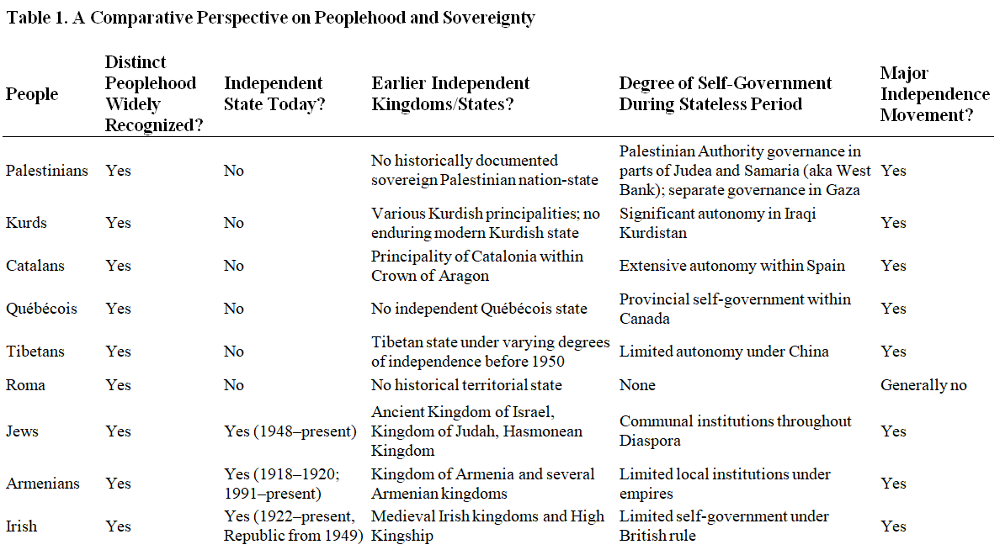 Table 1. A Comparative Perspective on Peoplehood and Sovereignty
People
Distinct
Peoplehood
Widely
Recognized?
Independent
State Today?
Earlier Independent
Kingdoms/States?
Degree of Self-Government
During Stateless Period
Major
Independence
Movement?
Palestinians
Yes
No
No historically documented
sovereign Palestinian nation-state
Palestinian Authority governance in
parts of Judea and Samaria (aka West
Bank); separate governance in Gaza
Yes
Kurds
Yes
No
Various Kurdish principalities; no
enduring modern Kurdish state
Significant autonomy in Iraqi
Kurdistan
Yes
Catalans
Yes
No
Principality of Catalonia within
Crown of Aragon
Extensive autonomy within Spain
Yes
Québécois
Yes
No
No independent Québécois state
Provincial self-government within
Canada
Yes
Tibetans
Yes
No
Tibetan state under varying degrees
of independence before 1950
Limited autonomy under China
Yes
Roma
Yes
No
No historical territorial state
None
Generally no
Jews
Yes
Yes (1948–present)
Ancient Kingdom of Israel,
Kingdom of Judah, Hasmonean
Kingdom
Communal institutions throughout
Diaspora
Yes
Armenians
Yes
Yes (1918–1920;
1991–present)
Kingdom of Armenia and several
Armenian kingdoms
Limited local institutions under
empires
Yes
Irish
Yes
Yes (1922–present,
Republic from 1949)
Medieval Irish kingdoms and High
Kingship
Limited self-government under
British rule
Yes